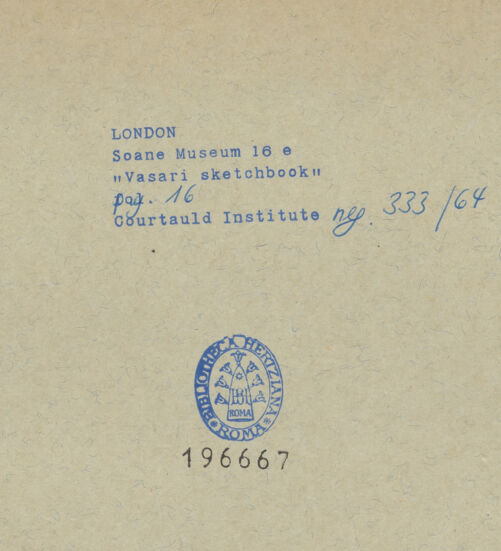 LONDON
Soane Museum 16 e
"Vasari sketchbook"
pag. 16
Courtauld Institute neg. 333/64
BIBLIOTHECA HERTZIANA
ROMA
ROMA
196667